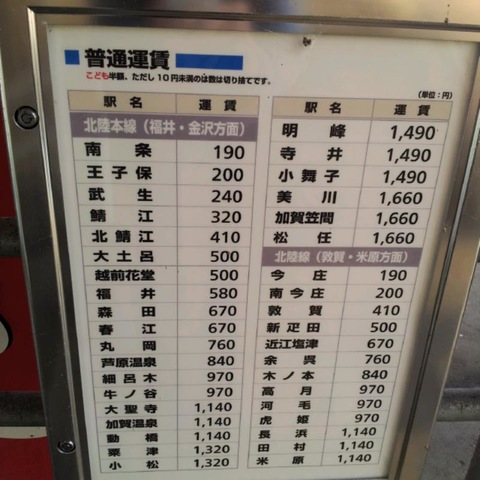 ■普通運賃
こども半額、ただし10円未満のは数は切り捨てです。
(単位：円)
駅名 運賃
北陸本線（福井・金沢方面）
南条 190
王子保 200
武生 240
鯖江 320
北鯖江 410
大土呂 500
越前花堂 500
福井 580
森田 670
春江 670
丸岡 760
芦原温泉 840
細呂木 970
牛ノ谷 970
大聖寺 1,140
加賀温泉 1,140
動橋 1,140
粟津 1,320
小松 1,320
駅名 運賃
明峰 1,490
寺井 1,490
小舞子 1,490
美川 1,660
加賀笠間 1,660
松任 1,660
北陸線（敦賀・米原方面）
今庄 190
南今庄 200
敦賀 410
新疋田 500
近江塩津 670
余呉 760
木ノ本 840
高月 970
河毛 970
虎姫 970
長浜 1,140
田村 1,140
米原 1,140